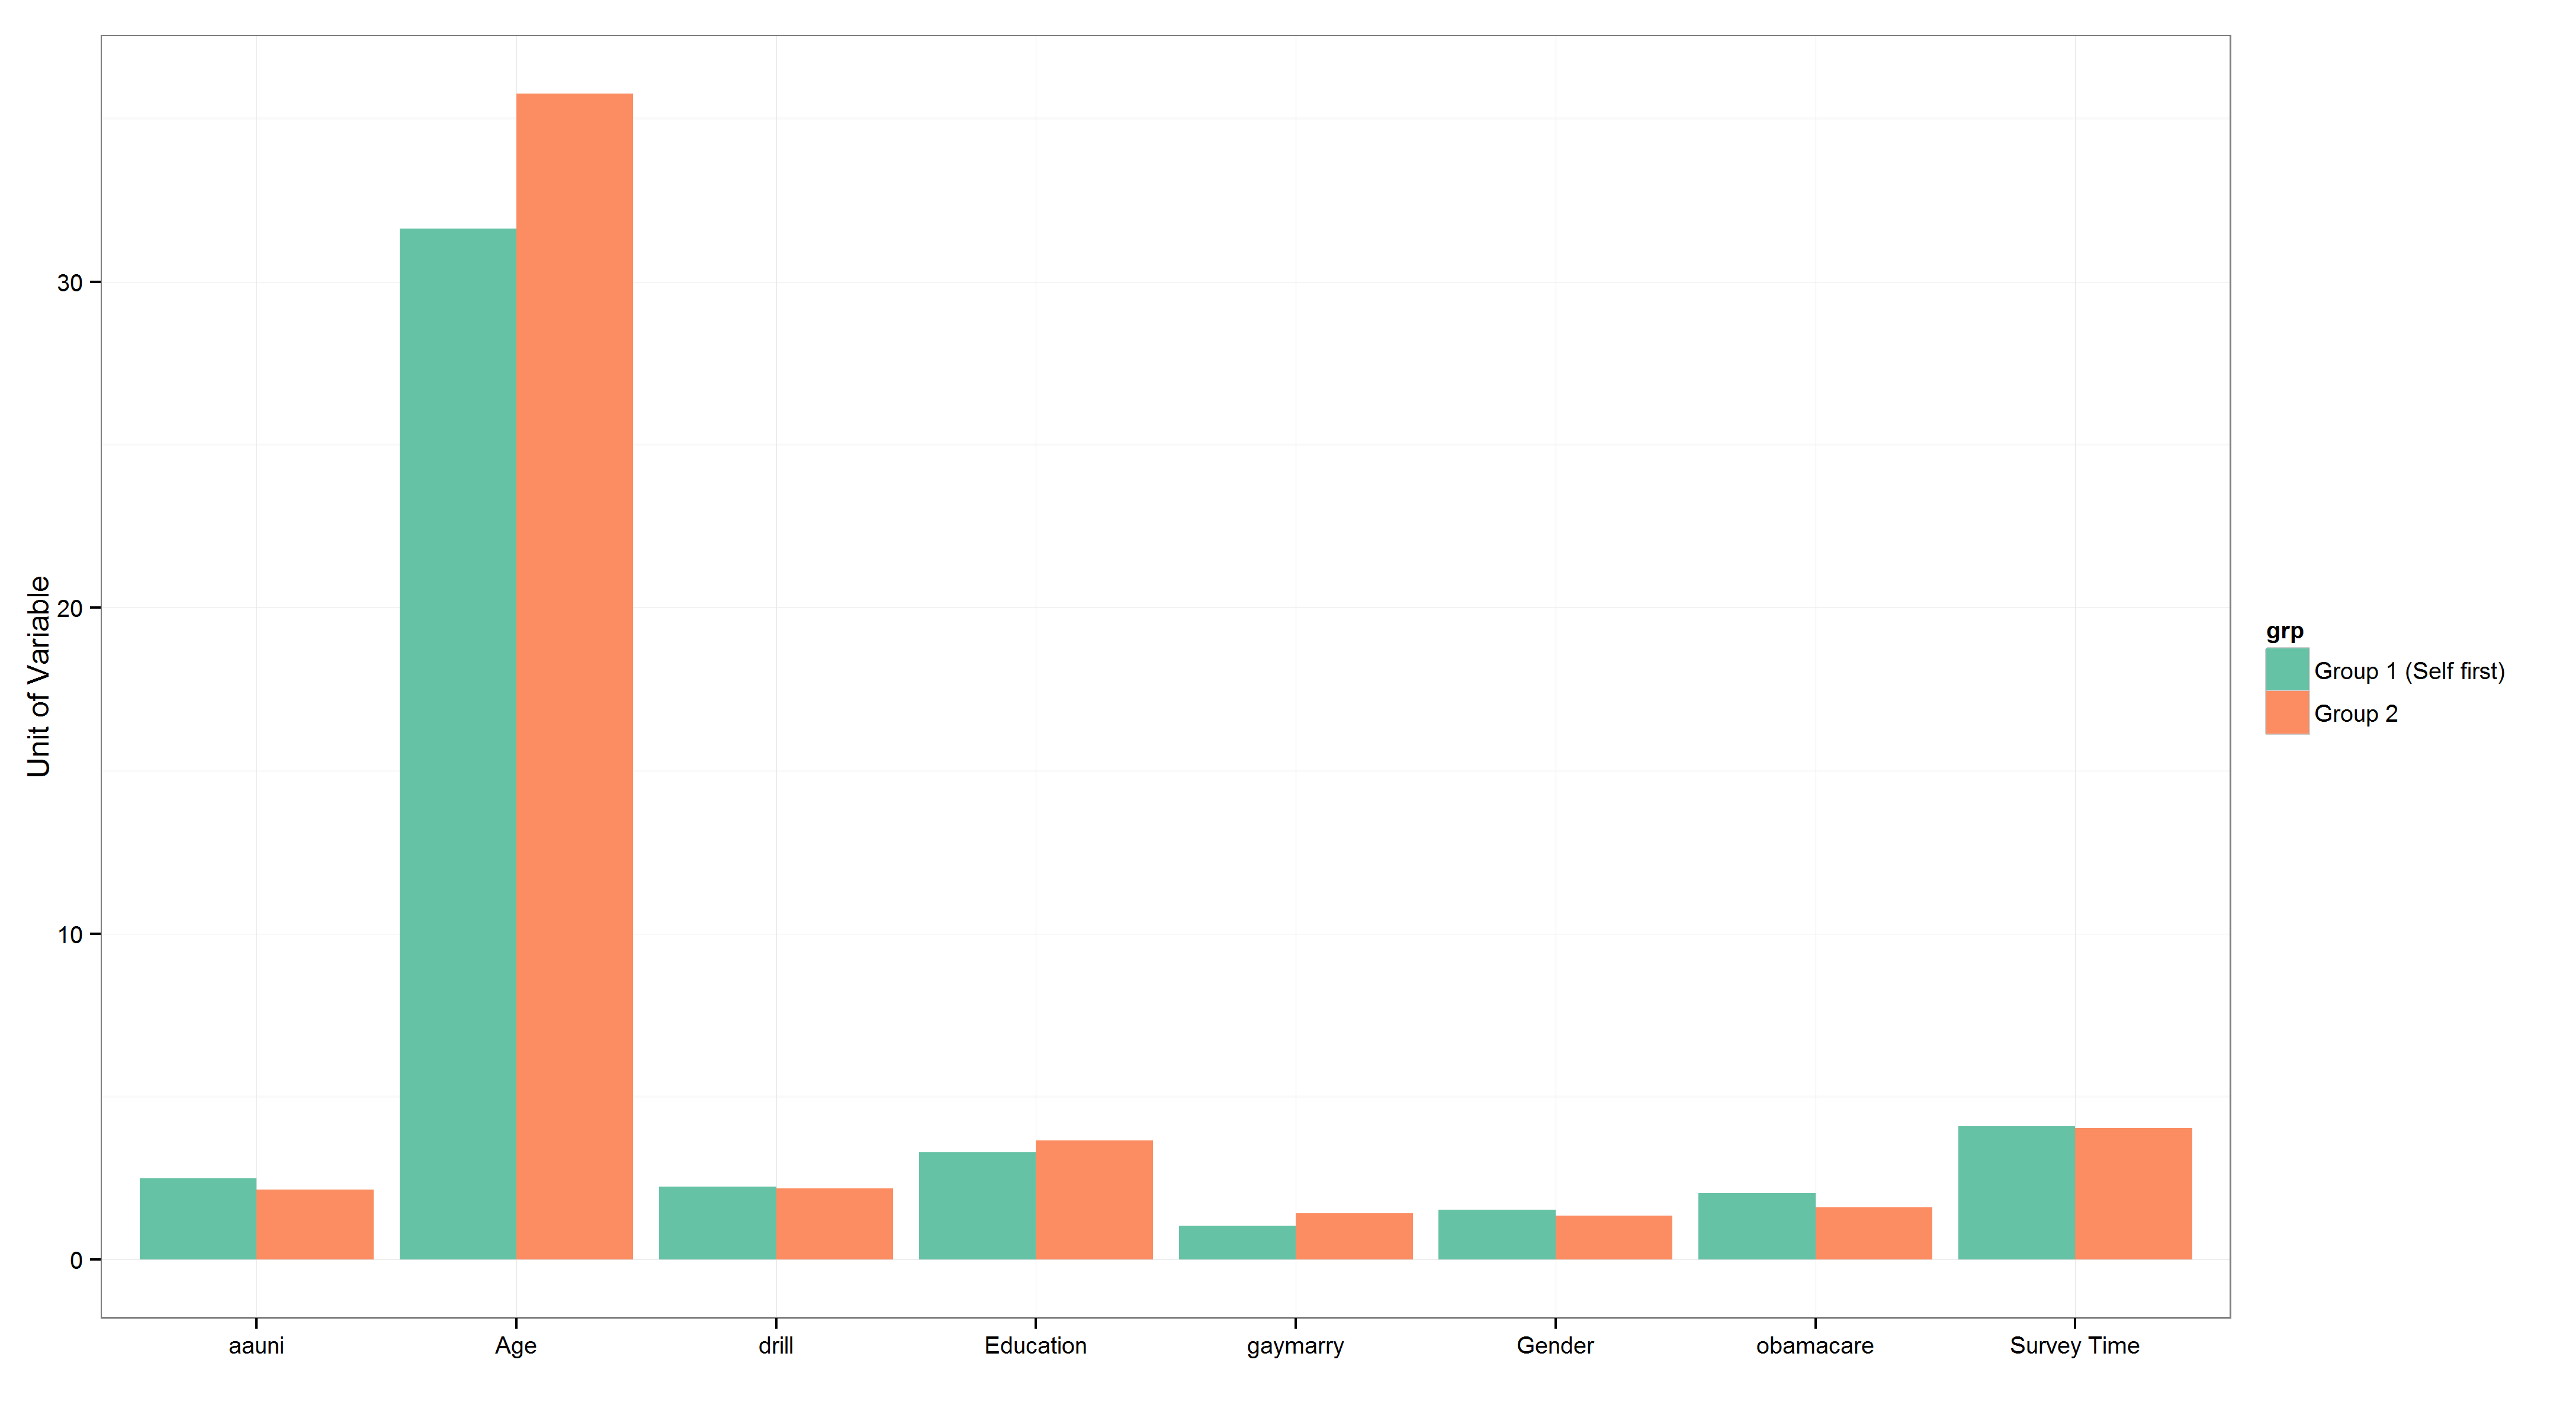 Unit of Variable
30
20
10
0
aauni Age drill Education gaymarry Gender obamacare Survey Time
grp
Group 1 (Self first)
Group 2